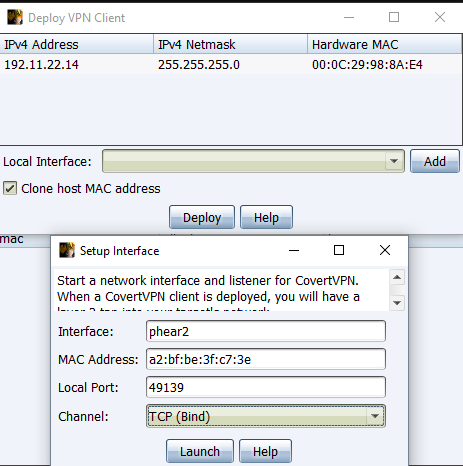 Deploy VPN Client
IPv4 Address IPv4 Netmask Hardware MAC
192.11.22.14 255.255.255.0 00:0C:29:98:8A:E4
Local Interface: Add
Clone host MAC address
Deploy Help
mac
Setup Interface
Start a network interface and listener for CovertVPN.
When a CovertVPN client is deployed, you will have a
Interface: phear2
MAC Address: a2:bf:be:3f:c7:3e
Local Port: 49139
Channel: TCP (Bind)
Launch Help